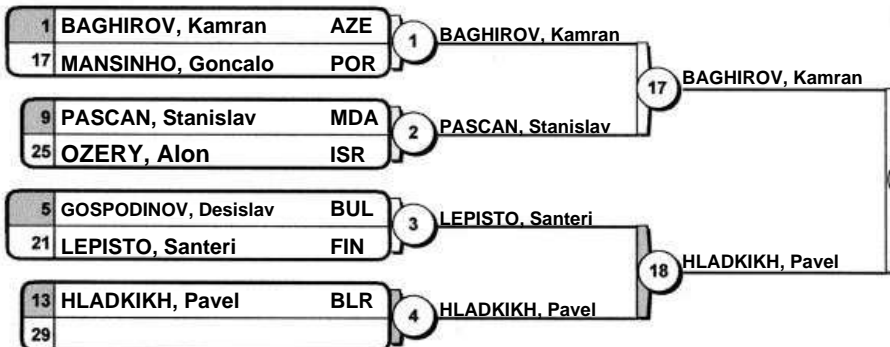 1 BAGHIROV, Kamran AZE
17 MANSINHO, Goncalo POR
1 BAGHIROV, Kamran
9 PASCAN, Stanislav MDA
25 OZERY, Alon ISR
2 PASCAN, Stanislav
17 BAGHIROV, Kamran
5 GOSPODINOV, Desislav BUL
21 LEPISTO, Santeri FIN
3 LEPISTO, Santeri
13 HLADKIKH, Pavel BLR
29
4 HLADKIKH, Pavel
18 HLADKIKH, Pavel